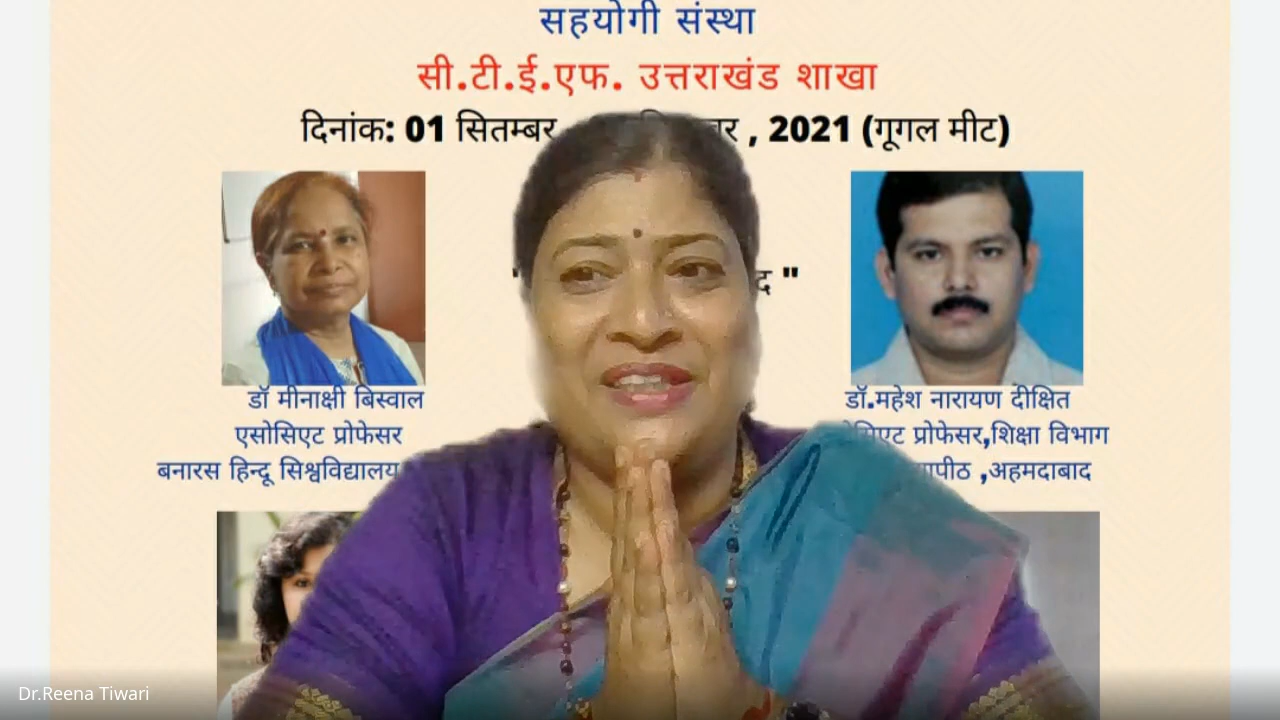 सहयोगी संस्था
सी.टी.ई.एफ. उत्तराखंड शाखा
दिनांक: 01 सितम्बर , 2021 (गूगल मीट)
"
"
डॉ मीनाक्षी बिस्वाल
एसोसिएट प्रोफेसर
बनारस हिन्दू सिश्वविद्यालय
डॉ.महेश नारायण दीक्षित
प्रोफेसर,शिक्षा विभाग
,अहमदाबाद
Dr.Reena Tiwari